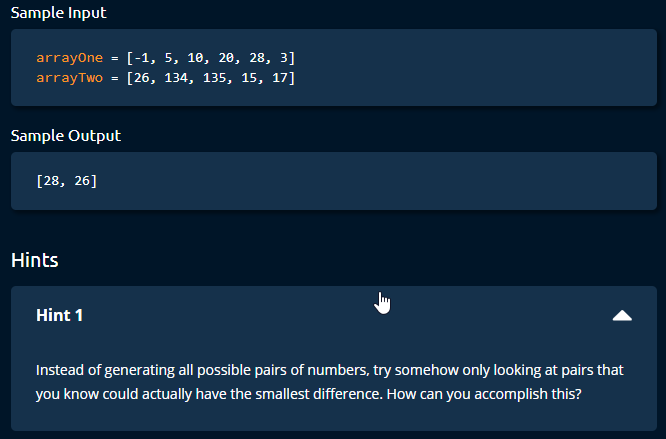 Sample Input
arrayOne = [-1, 5, 10, 20, 28, 3]
arrayTwo = [26, 134, 135, 15, 17]
Sample Output
[28, 26]
Hints
Hint 1
Instead of generating all possible pairs of numbers, try somehow only looking at pairs that
you know could actually have the smallest difference. How can you accomplish this?